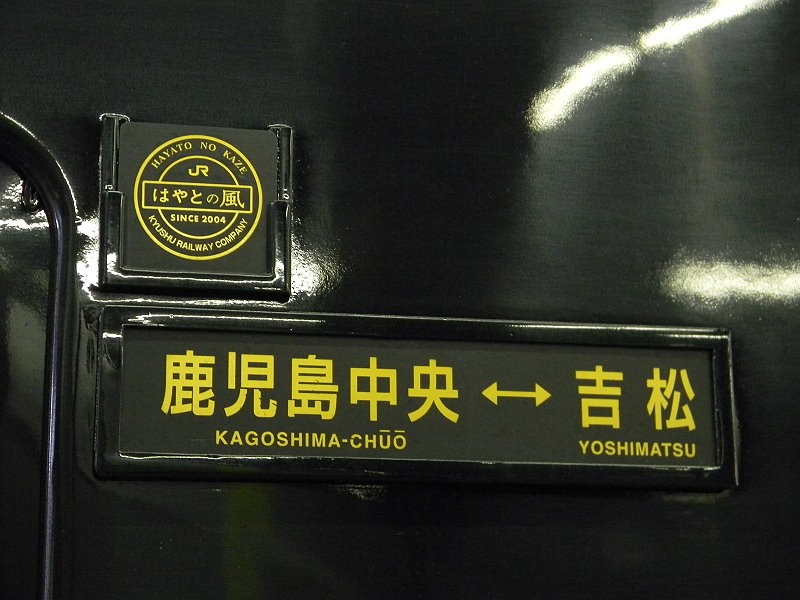 HAYATO NO KAZE
JR
はやとの風
SINCE 2004
KYUSHU RAILWAY COMPANY
鹿児島中央 ↔ 吉松
KAGOSHIMA-CHŪŌ YOSHIMATSU